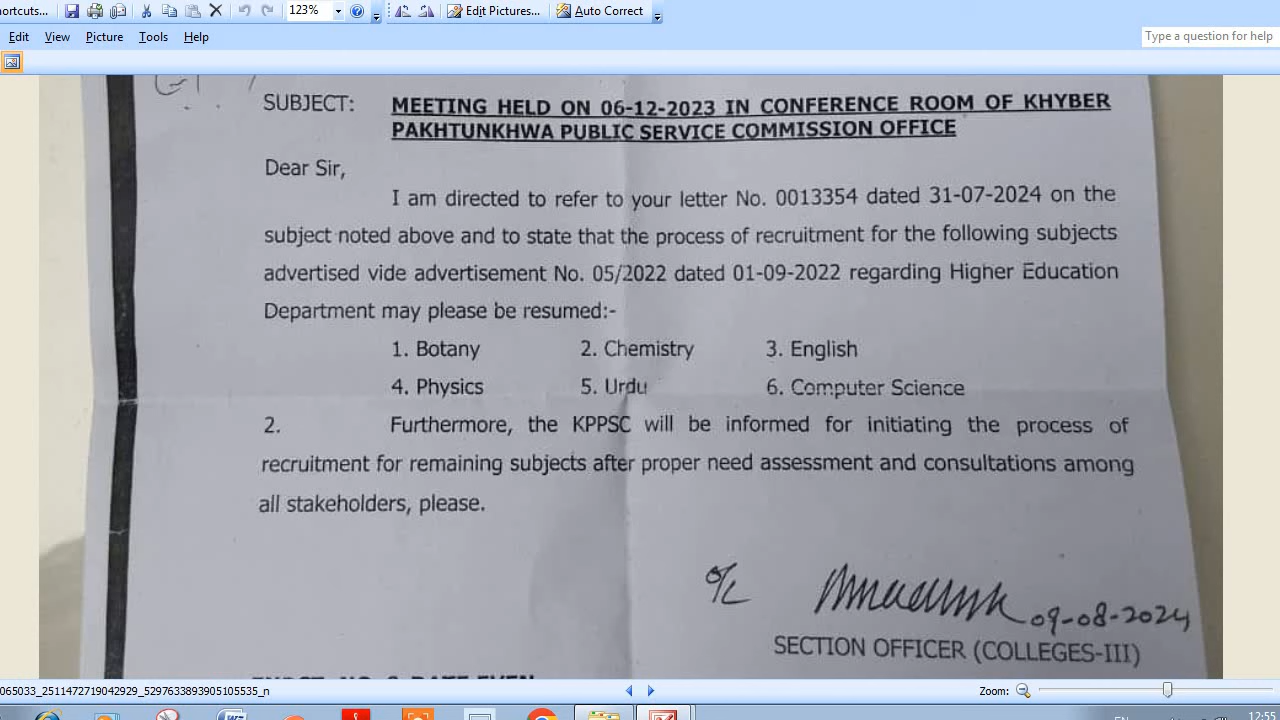 ortcuts...
123%
Edit Pictures...
Auto Correct
Edit View Picture Tools Help
Type a question for help
SUBJECT: MEETING HELD ON 06-12-2023 IN CONFERENCE ROOM OF KHYBER
PAKHTUNKHWA PUBLIC SERVICE COMMISSION OFFICE
Dear Sir,
I am directed to refer to your letter No. 0013354 dated 31-07-2024 on the
subject noted above and to state that the process of recruitment for the following subjects
advertised vide advertisement No. 05/2022 dated 01-09-2022 regarding Higher Education
Department may please be resumed:-
1. Botany 2. Chemistry 3. English
4. Physics 5. Urdu 6. Computer Science
2. Furthermore, the KPPSC will be informed for initiating the process of
recruitment for remaining subjects after proper need assessment and consultations among
all stakeholders, please.
09-08-2024
SECTION OFFICER (COLLEGES-III)
065033_2511472719042929_5297633893905105535_n
Zoom:
EN
12:55